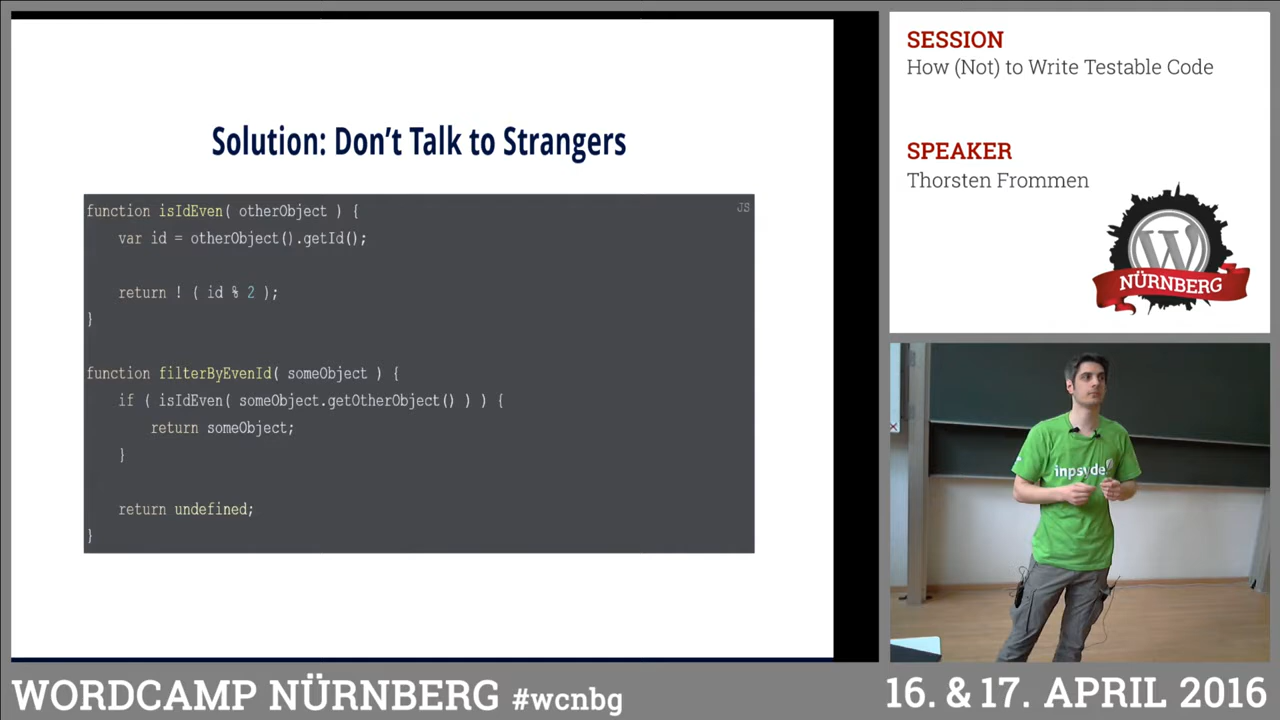 Solution: Don't Talk to Strangers
JS
function isIdEven( otherObject ) {
var id = otherObject().getId();
return ! ( id % 2 );
}
function filterByEvenId( someObject ) {
if ( isIdEven( someObject.getOtherObject() ) ) {
return someObject;
}
return undefined;
}
SESSION
How (Not) to Write Testable Code
SPEAKER
Thorsten Frommen
W
NÜRNBERG
inpsyde
WORDCAMP NÜRNBERG #wcnbg
16. & 17. APRIL 2016